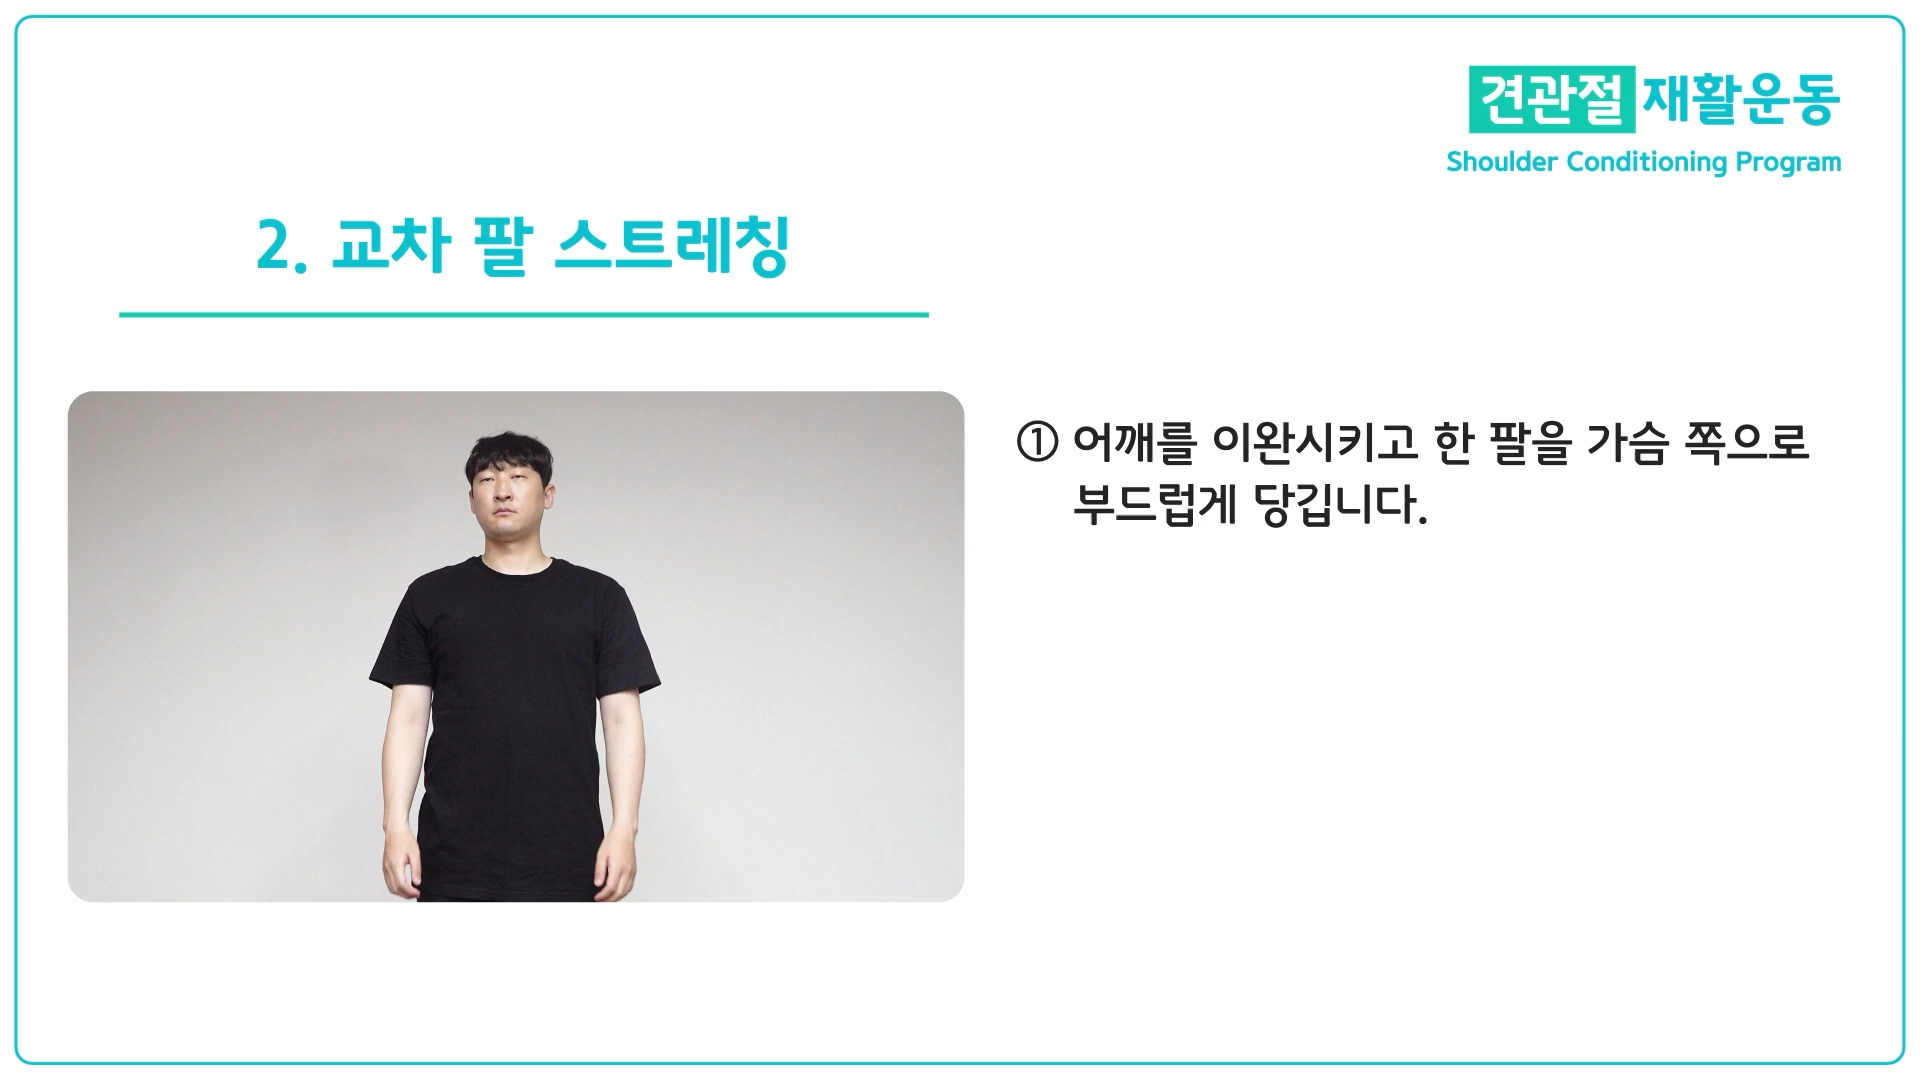 견관절 재활운동
Shoulder Conditioning Program
2. 교차 팔 스트레칭
① 어깨를 이완시키고 한 팔을 가슴 쪽으로
부드럽게 당깁니다.